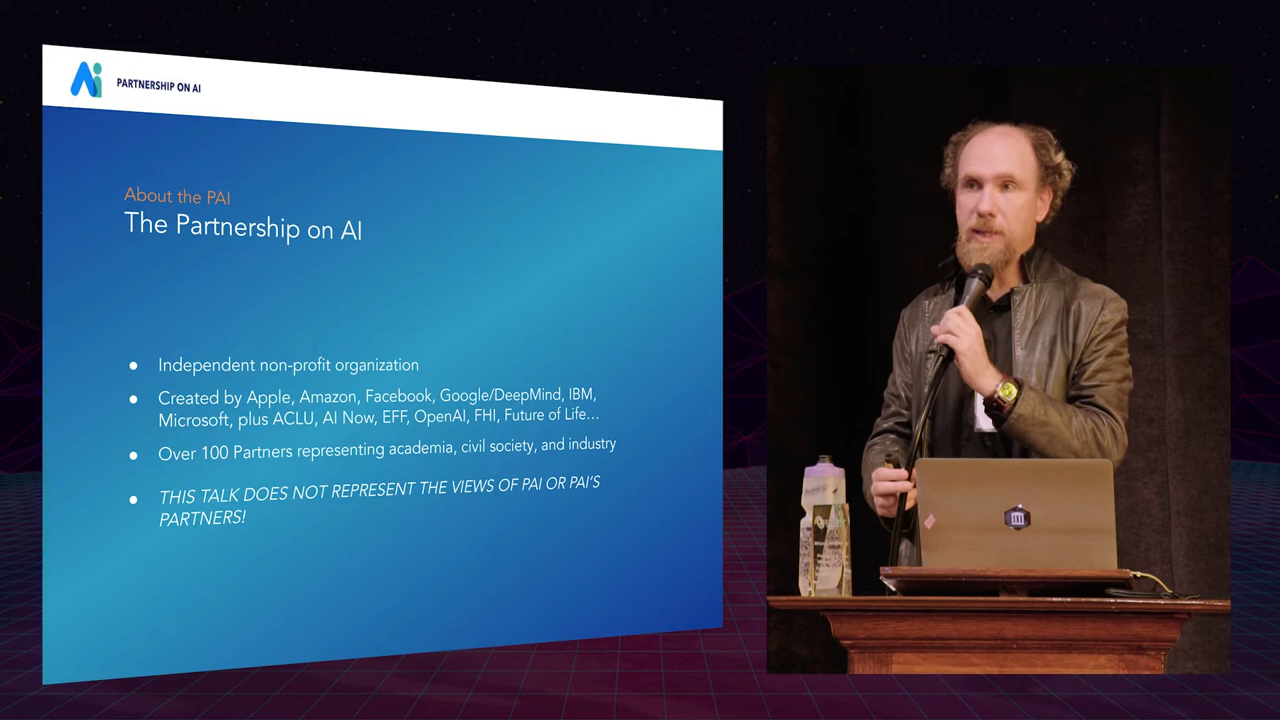 PARTNERSHIP ON AI
About the PAI
The Partnership on AI
● Independent non-profit organization
● Created by Apple, Amazon, Facebook, Google/DeepMind, IBM,
Microsoft, plus ACLU, AI Now, EFF, OpenAI, FHI, Future of Life...
● Over 100 Partners representing academia, civil society, and industry
● THIS TALK DOES NOT REPRESENT THE VIEWS OF PAI OR PAI'S
PARTNERS!